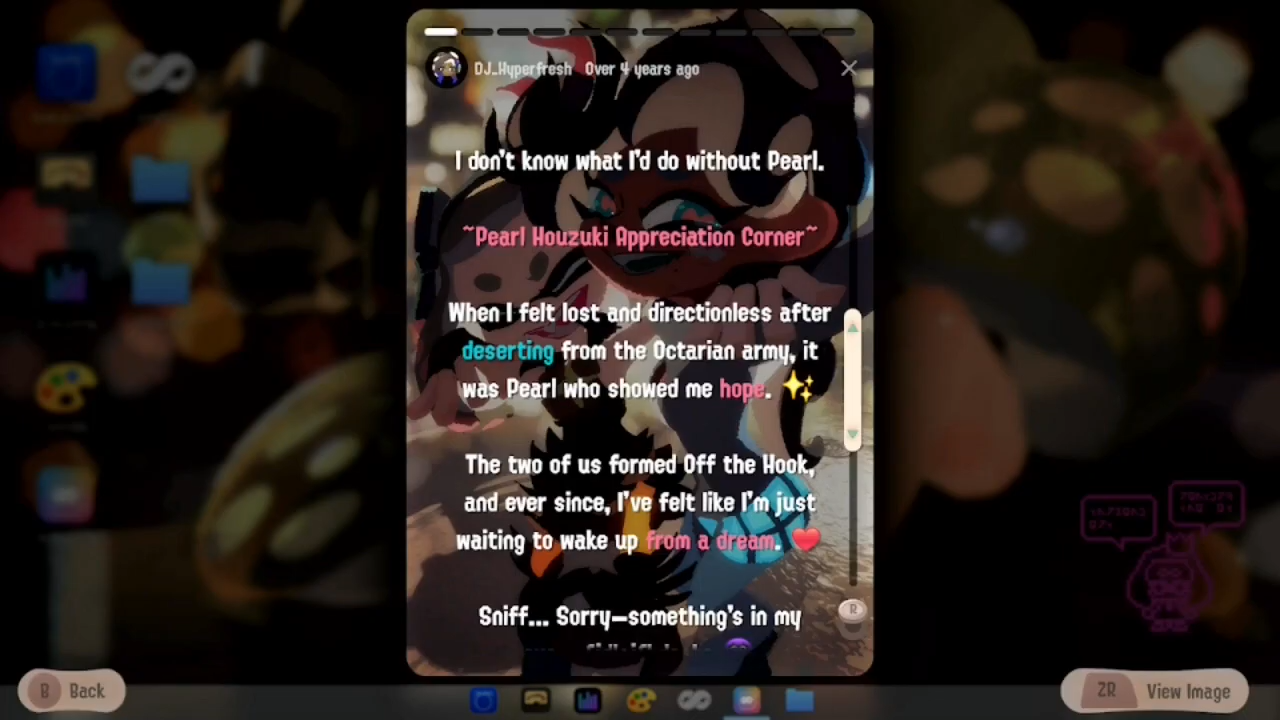 DJ_Hyperfresh Over 4 years ago
I don't know what I'd do without Pearl.
~Pearl Houzuki Appreciation Corner~
When I felt lost and directionless after
deserting from the Octarian army, it
was Pearl who showed me hope. ✨
The two of us formed Off the Hook,
and ever since, I've felt like I'm just
waiting to wake up from a dream. ❤️
Sniff... Sorry—something's in my
R
B Back
ZR View Image